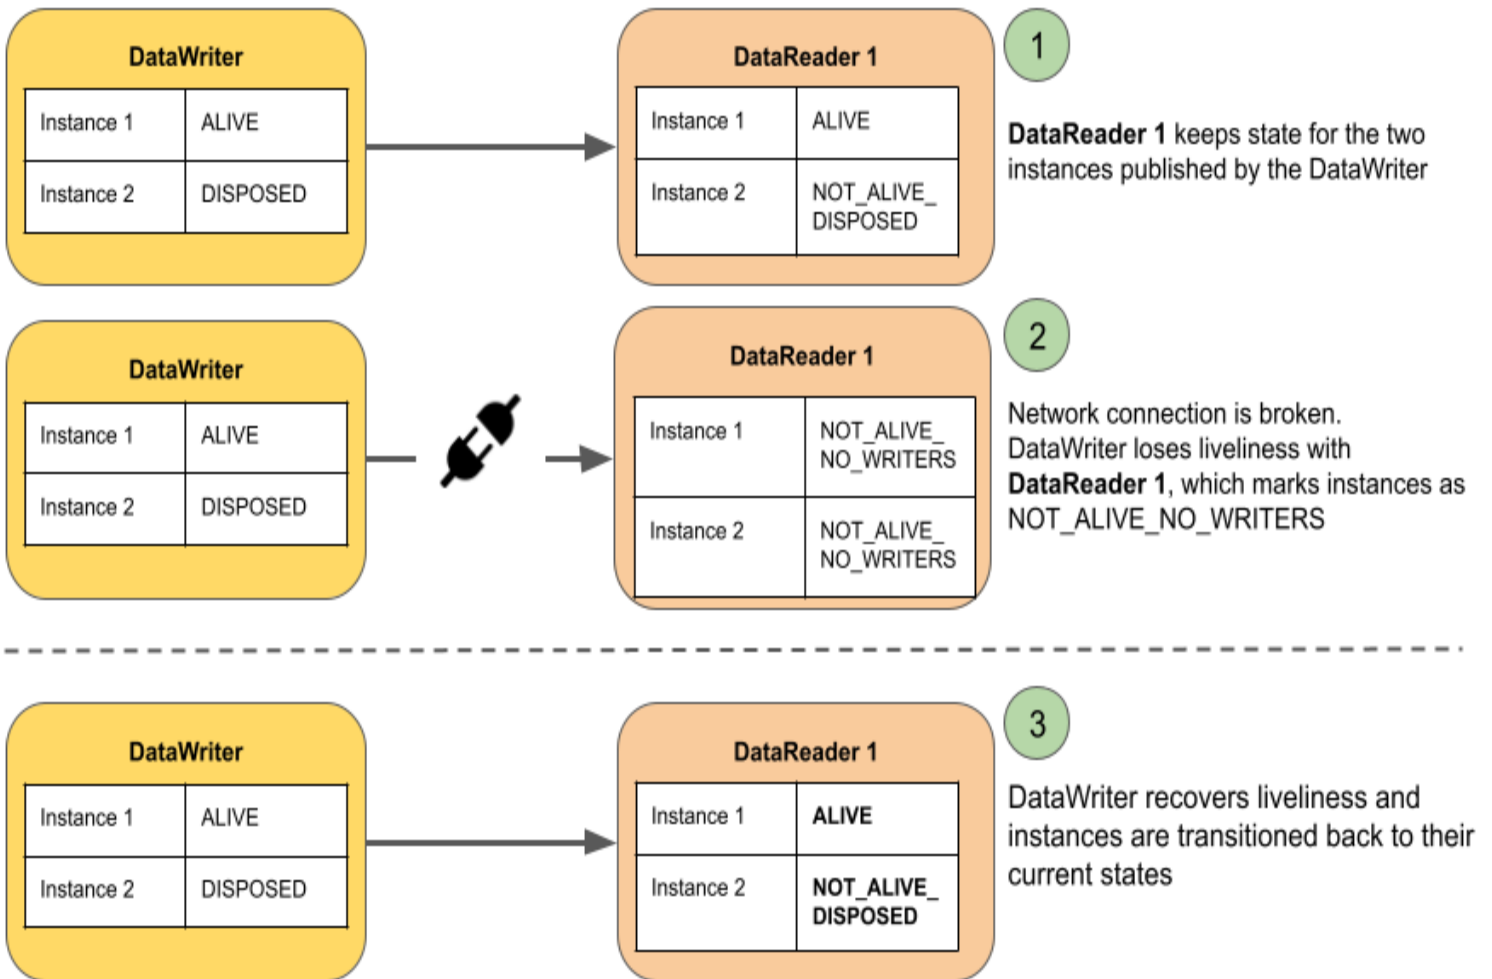 DataWriter
Instance 1 ALIVE
Instance 2 DISPOSED
DataReader 1
Instance 1 ALIVE
Instance 2 NOT_ALIVE_
DISPOSED
1
DataReader 1 keeps state for the two
instances published by the DataWriter
DataWriter
Instance 1 ALIVE
Instance 2 DISPOSED
DataReader 1
Instance 1 NOT_ALIVE_
NO_WRITERS
Instance 2 NOT_ALIVE_
NO_WRITERS
2
Network connection is broken.
DataWriter loses liveliness with
DataReader 1, which marks instances as
NOT_ALIVE_NO_WRITERS
DataWriter
Instance 1 ALIVE
Instance 2 DISPOSED
DataReader 1
Instance 1 ALIVE
Instance 2 NOT_ALIVE_
DISPOSED
3
DataWriter recovers liveliness and
instances are transitioned back to their
current states